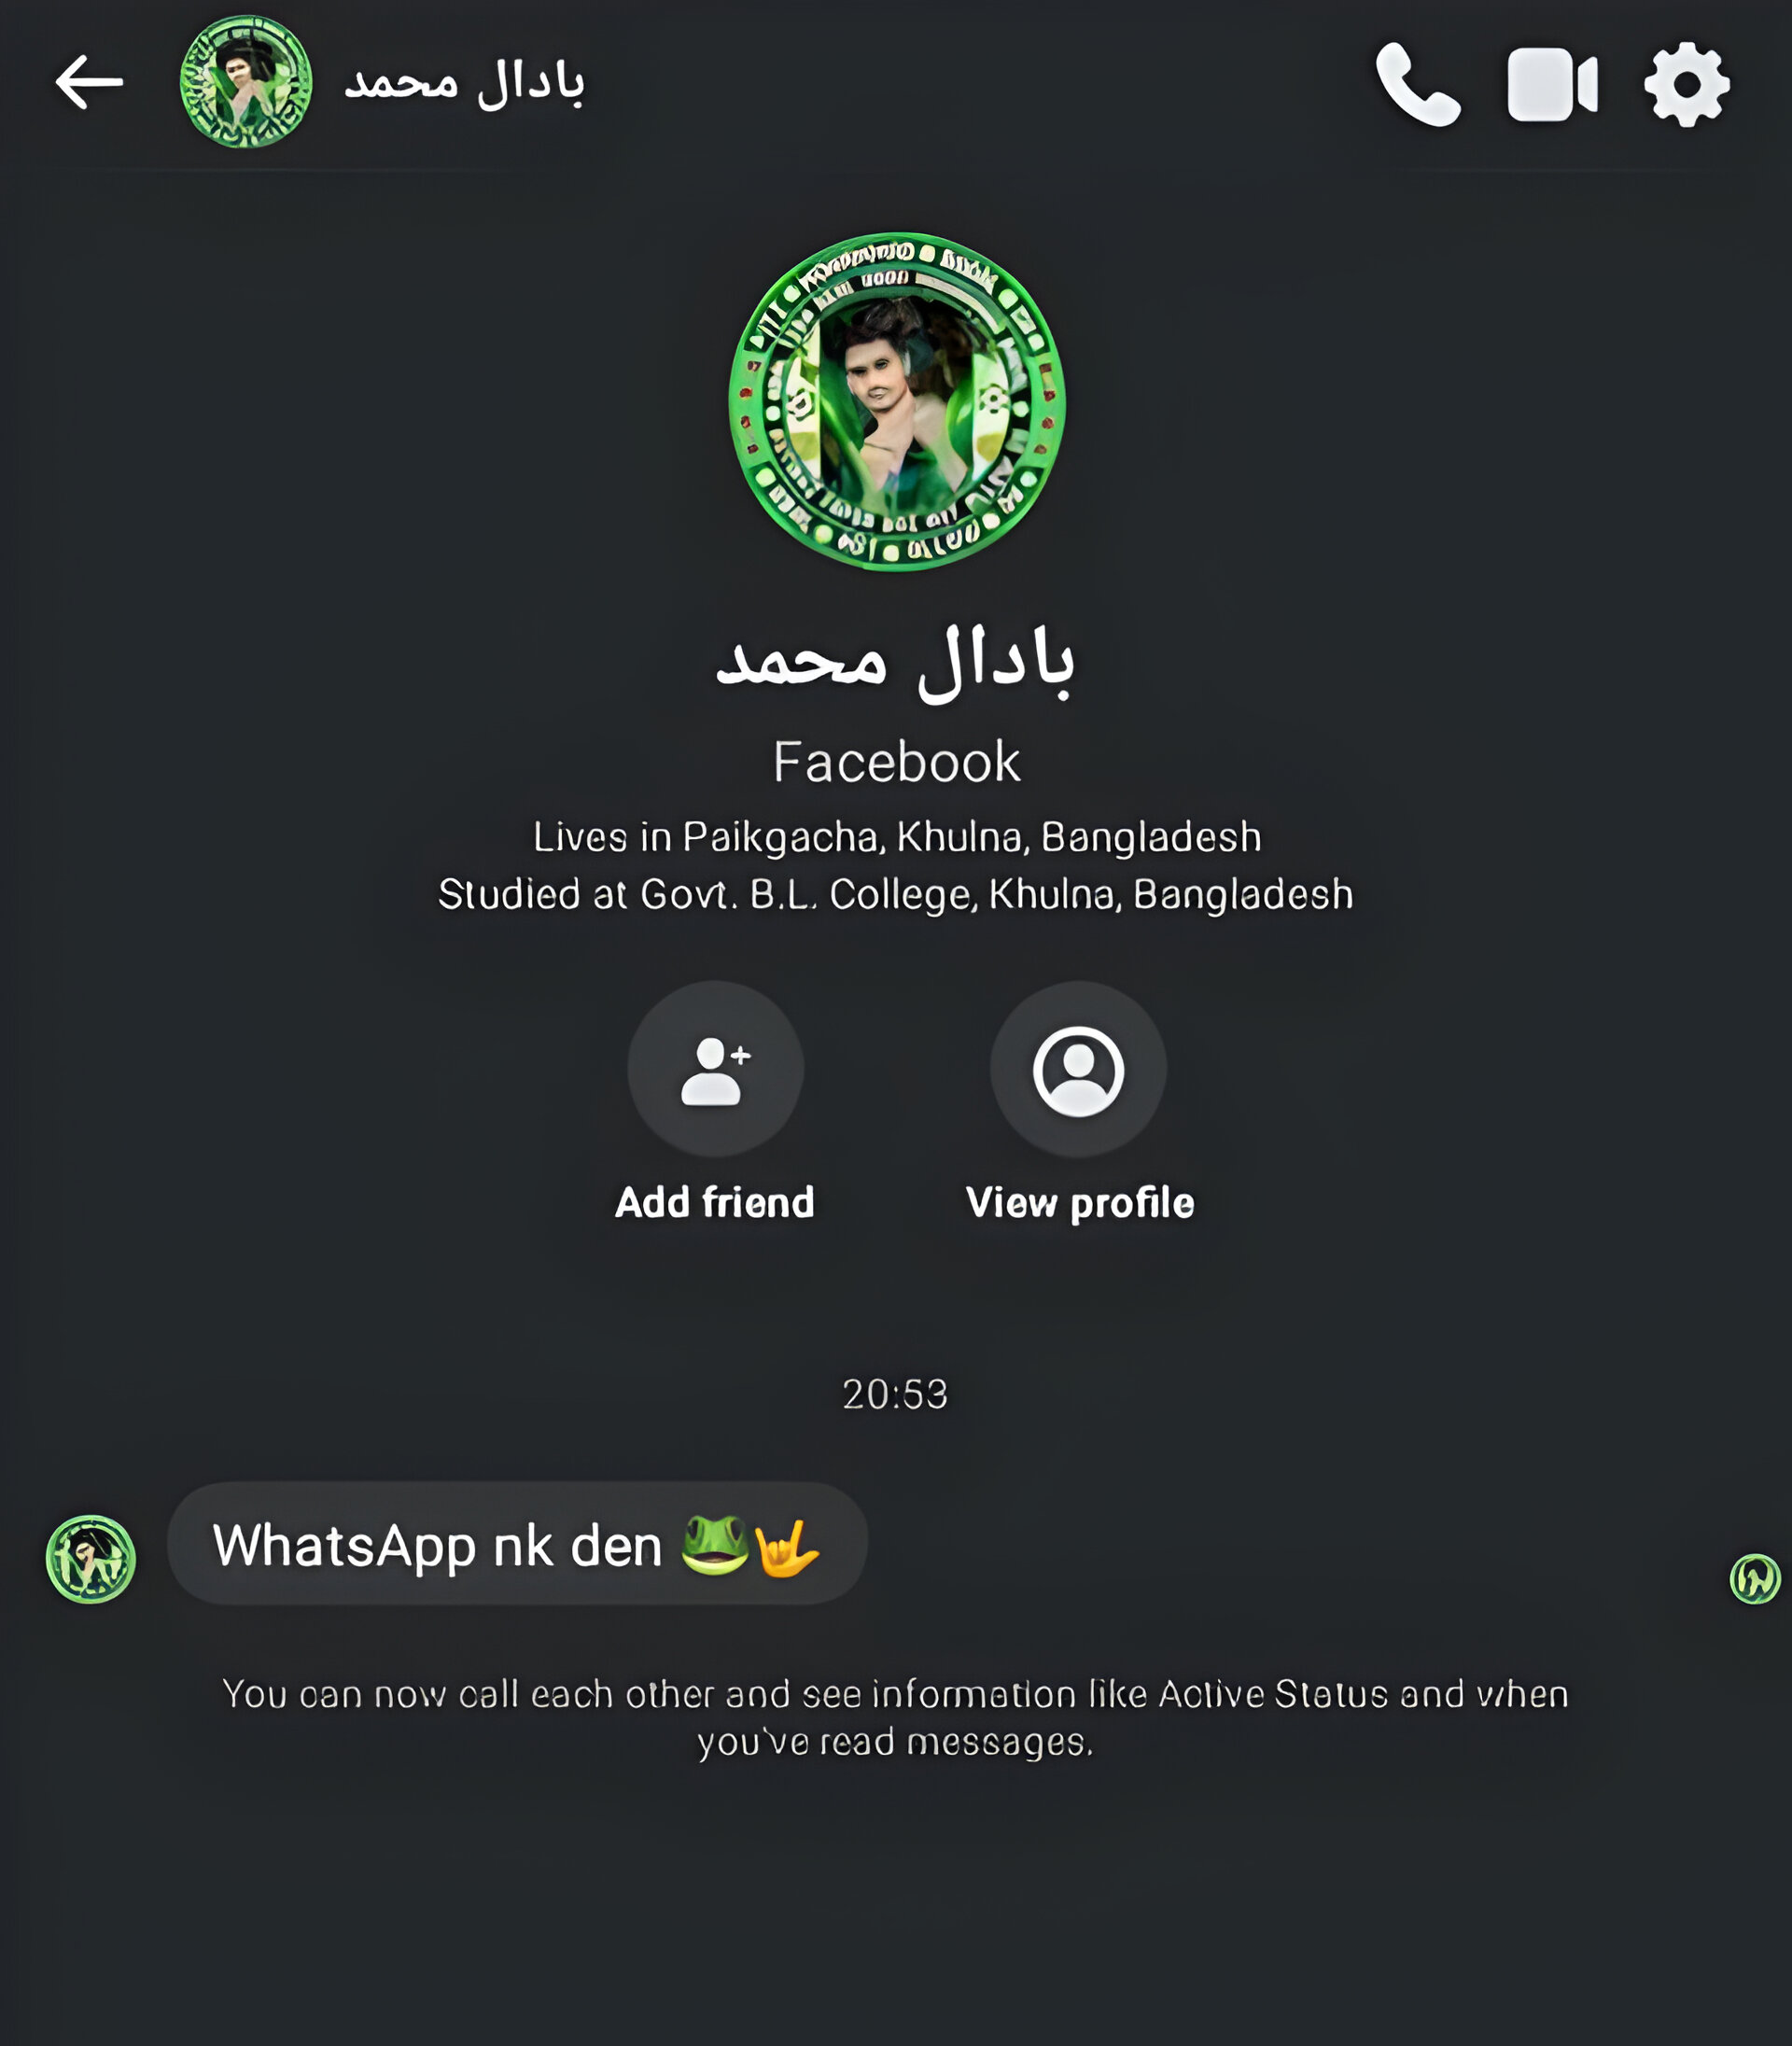 بادال محمد
بادال محمد
Facebook
Lives in Paikgacha, Khulna, Bangladesh
Studied at Govt. B.L. College, Khulna, Bangladesh
Add friend
View profile
20:53
WhatsApp nk den 🐸🤟
You can now call each other and see information like Active Status and when
you've read messages.